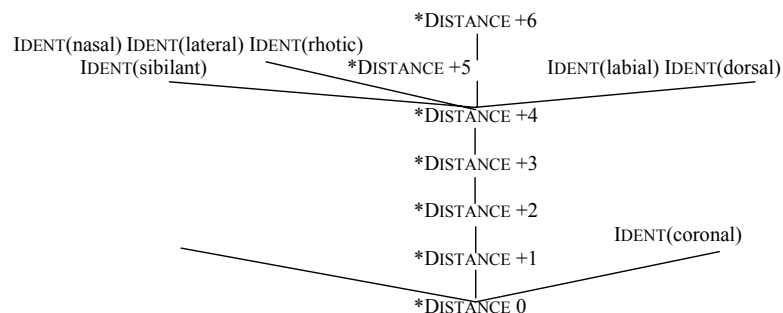 *DISTANCE +6
IDENT(nasal) IDENT(lateral) IDENT(rhotic)
IDENT(sibilant)
*DISTANCE +5
IDENT(labial) IDENT(dorsal)
*DISTANCE +4
*DISTANCE +3
*DISTANCE +2
IDENT(coronal)
*DISTANCE +1
*DISTANCE 0